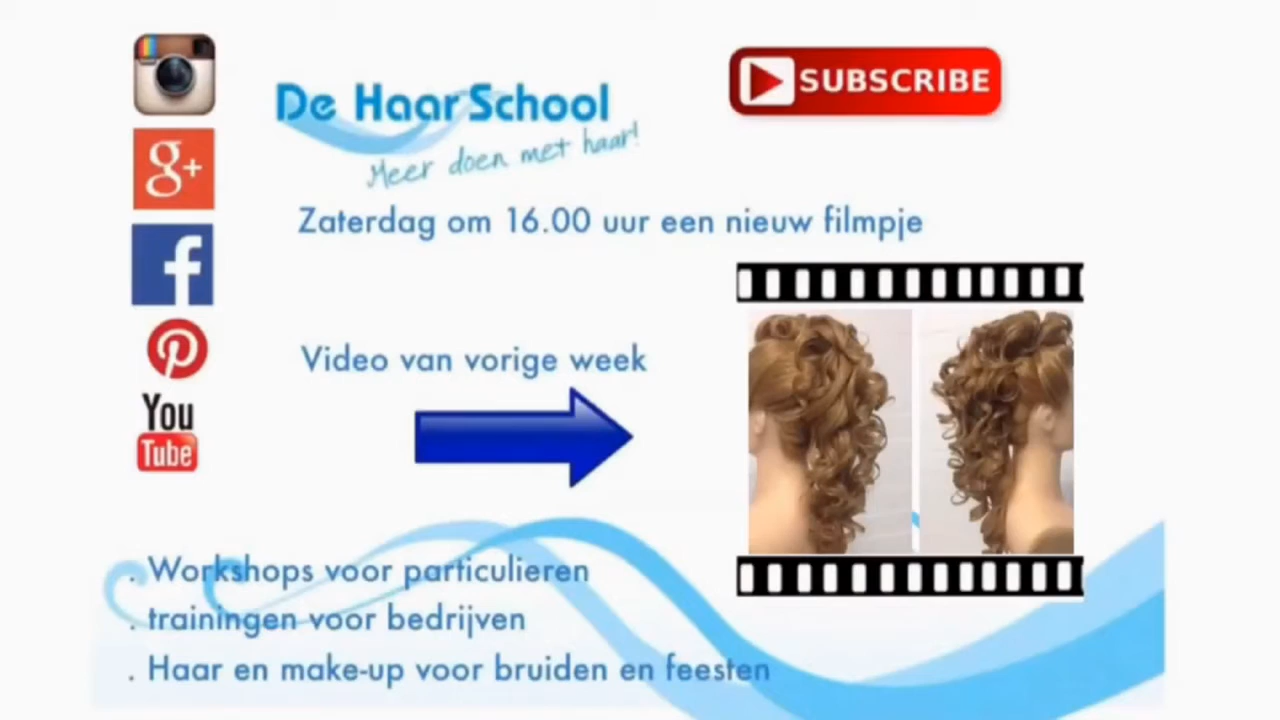 De Haar School
Meer doen met haar!
SUBSCRIBE
g+
f
Zaterdag om 16.00 uur een nieuw filmpje
Video van vorige week
You
Tube
. Workshops voor particulieren
. trainingen voor bedrijven
. Haar en make-up voor bruiden en feesten